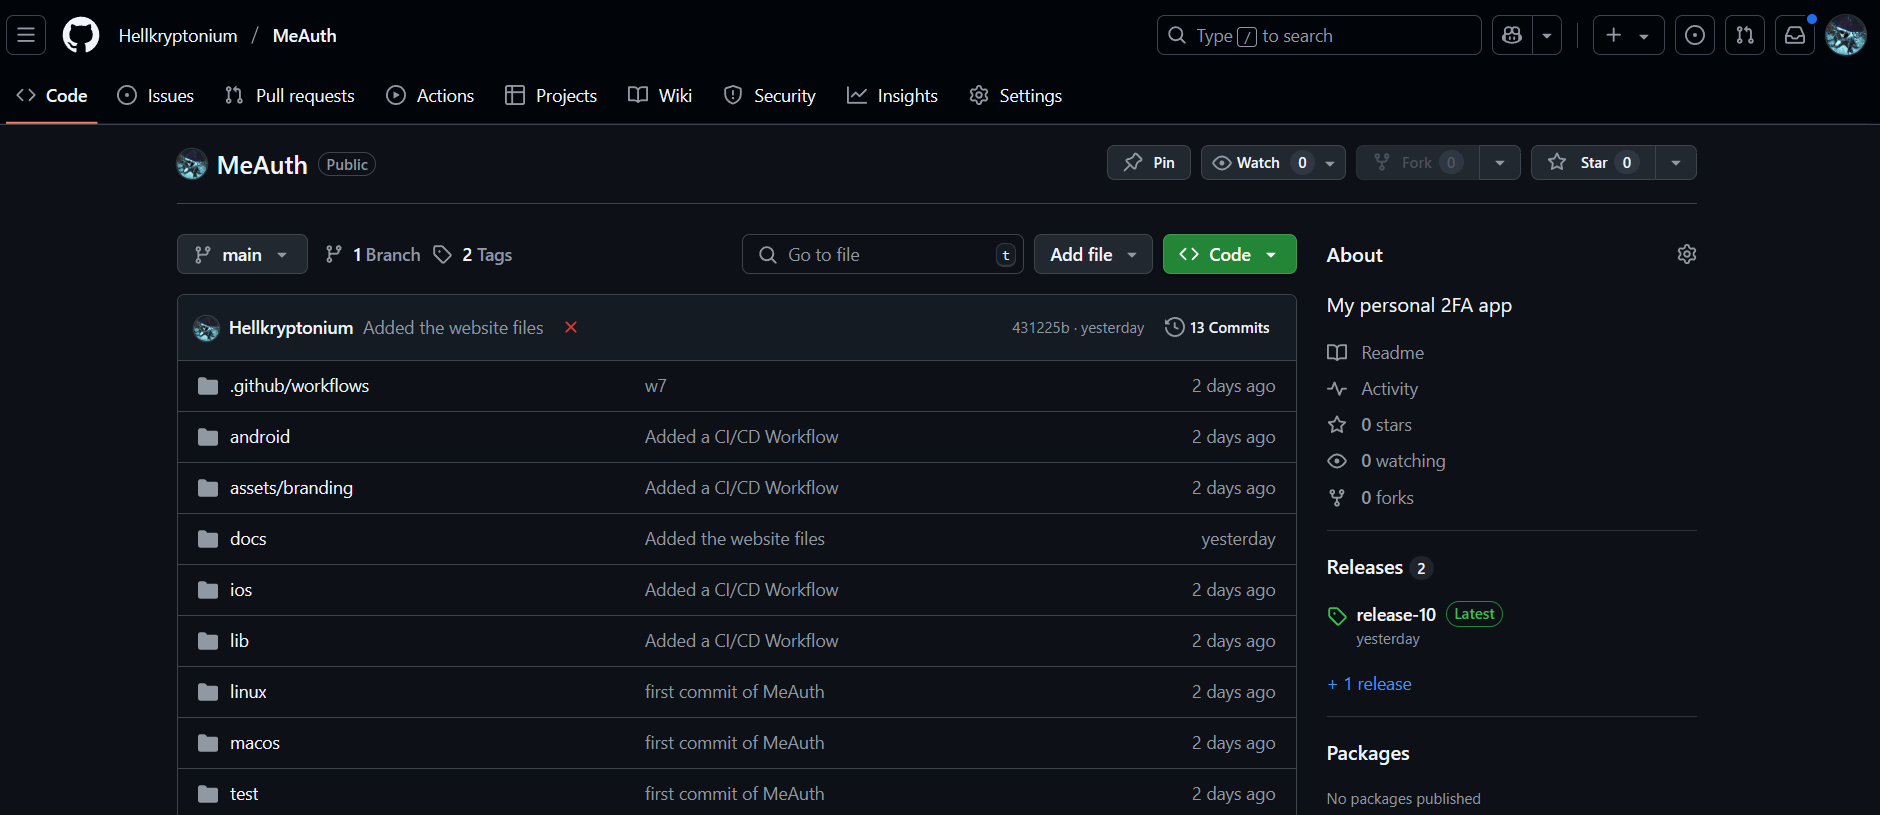 Hellkryptonium / MeAuth
Type / to search
Code Issues Pull requests Actions Projects Wiki Security Insights Settings
MeAuth Public
Pin Watch 0 Fork 0 Star 0
main 1 Branch 2 Tags Go to file t Add file Code
Hellkryptonium Added the website files 431225b · yesterday 13 Commits
.github/workflows w7 2 days ago
android Added a CI/CD Workflow 2 days ago
assets/branding Added a CI/CD Workflow 2 days ago
docs Added the website files yesterday
ios Added a CI/CD Workflow 2 days ago
lib Added a CI/CD Workflow 2 days ago
linux first commit of MeAuth 2 days ago
macos first commit of MeAuth 2 days ago
test first commit of MeAuth 2 days ago
About
My personal 2FA app
Readme
Activity
0 stars
0 watching
0 forks
Releases 2
release-10 Latest
yesterday
+ 1 release
Packages
No packages published